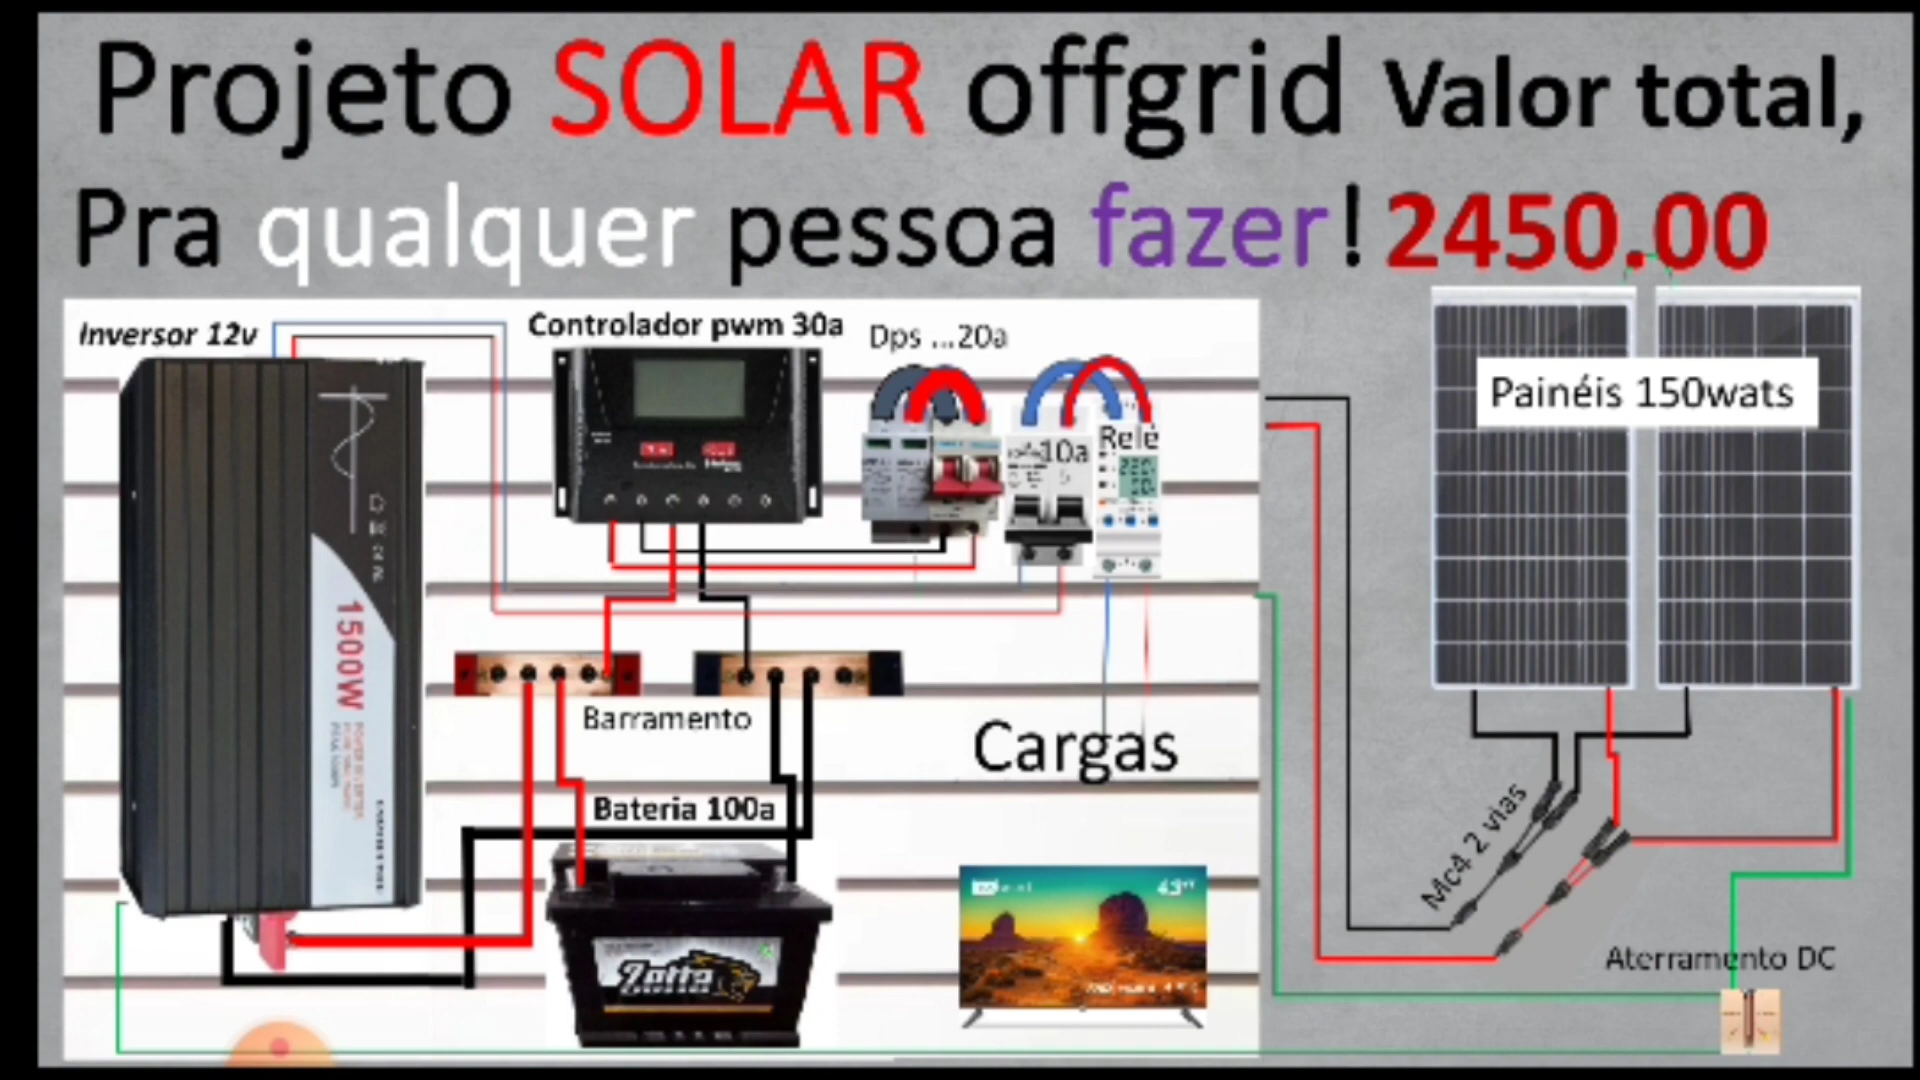 Projeto SOLAR offgrid Valor total,
Pra qualquer pessoa fazer! 2450.00
Inversor 12v
Controlador pwm 30a
Dps ...20a
10a
Relé
Painéis 150wats
1500W
Barramento
Cargas
Bateria 100a
Mc4 2 vias
Zetta
43"
Aterramento DC